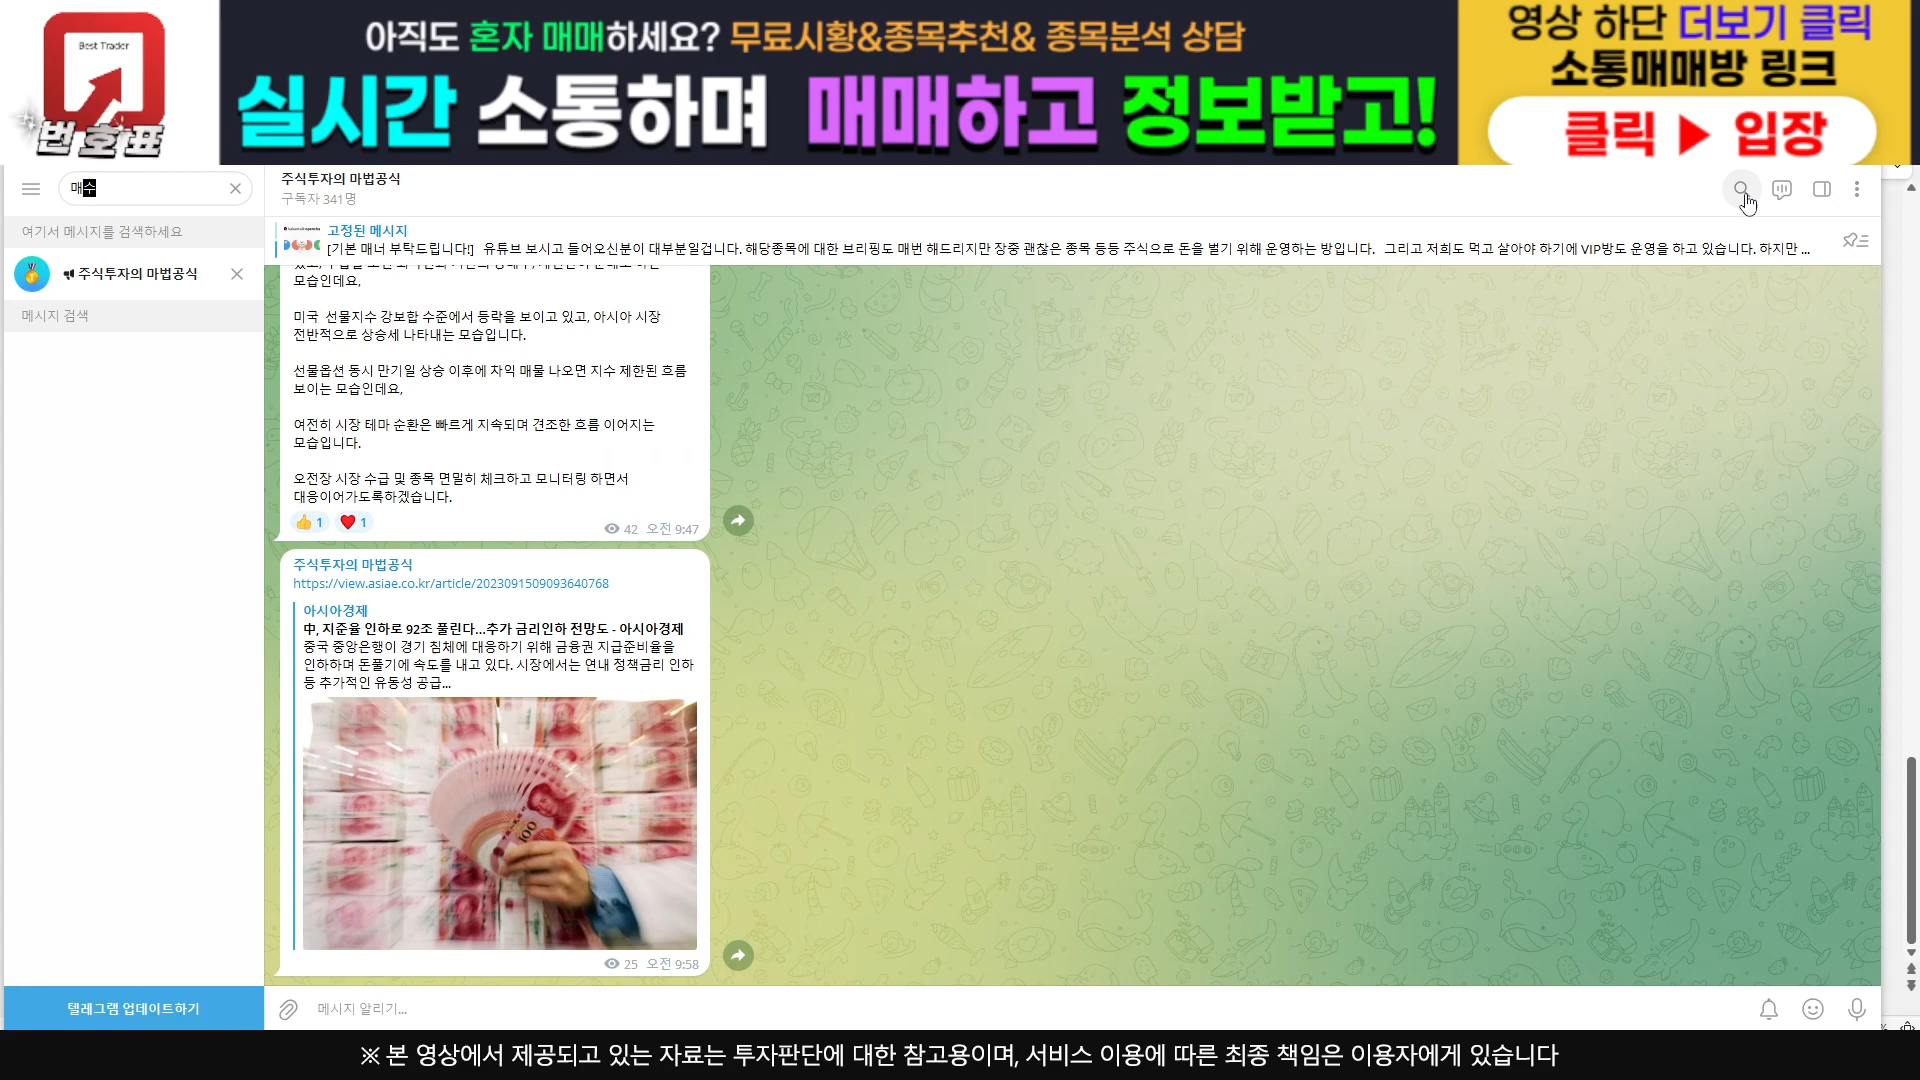 Best Trader
번호표
아직도 혼자 매매하세요? 무료시황&종목추천& 종목분석 상담
실시간 소통하며 매매하고 정보받고!
영상 하단 더보기 클릭
소통매매방 링크
클릭 ▶ 입장
매수
여기서 메시지를 검색하세요
주식투자의 마법공식
메시지 검색
텔레그램 업데이트하기
주식투자의 마법공식
구독자 341명
고정된 메시지
[기본 매너 부탁드립니다!] 유튜브 보시고 들어오신분이 대부분일겁니다. 해당종목에 대한 브리핑도 매번 해드리지만 장중 괜찮은 종목 등등 주식으로 돈을 벌기 위해 운영하는 방입니다. 그리고 저희도 먹고 살아야 하기에 VIP방도 운영을 하고 있습니다. 하지만 ...
모습인데요,
미국 선물지수 강보합 수준에서 등락을 보이고 있고, 아시아 시장
전반적으로 상승세 나타내는 모습입니다.
선물옵션 동시 만기일 상승 이후에 차익 매물 나오면 지수 제한된 흐름
보이는 모습인데요,
여전히 시장 테마 순환은 빠르게 지속되며 견조한 흐름 이어지는
모습입니다.
오전장 시장 수급 및 종목 면밀히 체크하고 모니터링 하면서
대응이어가도록하겠습니다.
👍 1 ❤ 1
42 오전 9:47
주식투자의 마법공식
https://view.asiae.co.kr/article/2023091509093640768
아시아경제
中, 지준율 인하로 92조 풀린다...추가 금리인하 전망도 - 아시아경제
중국 중앙은행이 경기 침체에 대응하기 위해 금융권 지급준비율을
인하하며 돈풀기에 속도를 내고 있다. 시장에서는 연내 정책금리 인하
등 추가적인 유동성 공급...
100
25 오전 9:58
메시지 알리기...
※ 본 영상에서 제공되고 있는 자료는 투자판단에 대한 참고용이며, 서비스 이용에 따른 최종 책임은 이용자에게 있습니다